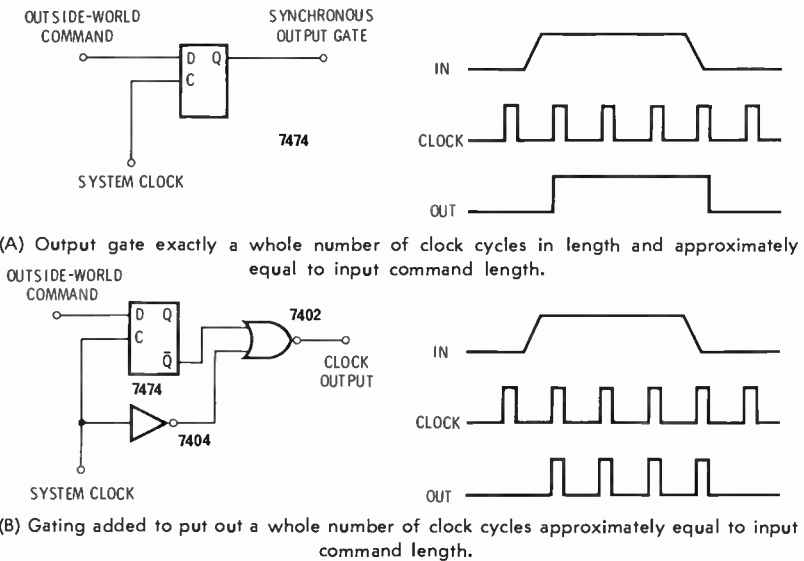 OUTSIDE-WORLD
COMMAND
SYNCHRONOUS
OUTPUT GATE
D Q
C
7474
SYSTEM CLOCK
IN
CLOCK
OUT
(A) Output gate exactly a whole number of clock cycles in length and approximately
equal to input command length.
OUTSIDE-WORLD
COMMAND
D Q
C
Q̅
7474
7402
CLOCK
OUTPUT
7404
SYSTEM CLOCK
IN
CLOCK
OUT
(B) Gating added to put out a whole number of clock cycles approximately equal to input
command length.